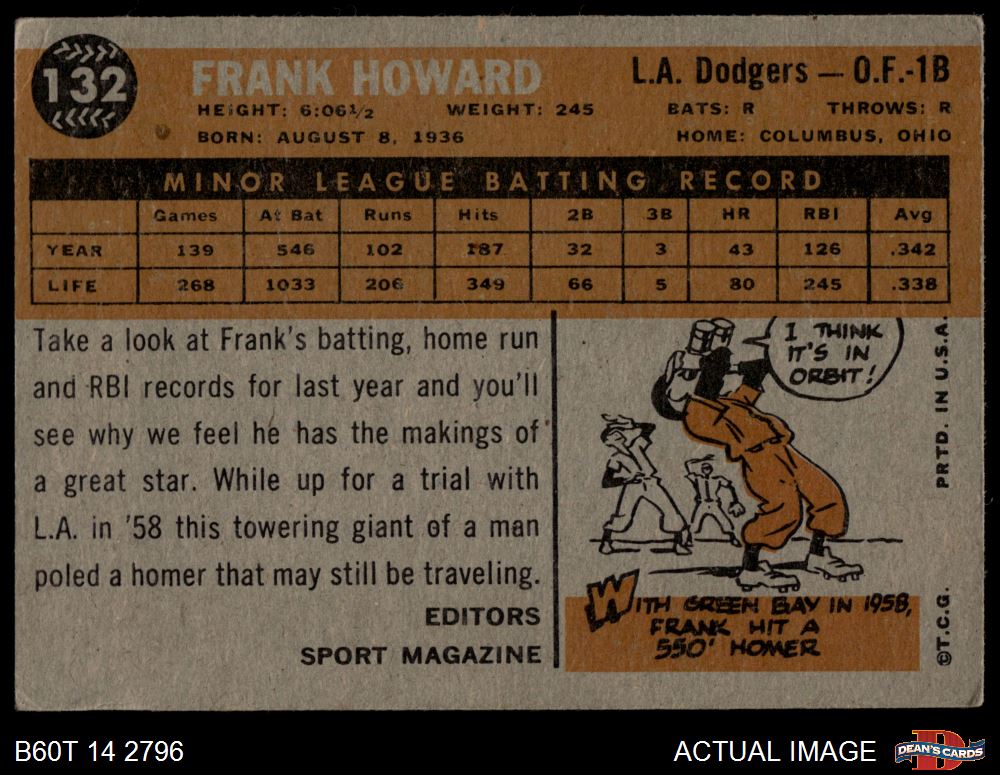 132
FRANK HOWARD
L.A. Dodgers — O.F.-1B
HEIGHT: 6:06½ WEIGHT: 245 BATS: R THROWS: R
BORN: AUGUST 8, 1936 HOME: COLUMBUS, OHIO
MINOR LEAGUE BATTING RECORD
Games At Bat Runs Hits 2B 3B HR RBI Avg
YEAR 139 546 102 187 32 3 43 126 .342
LIFE 268 1033 206 349 66 5 80 245 .338
Take a look at Frank's batting, home run
and RBI records for last year and you'll
see why we feel he has the makings of
a great star. While up for a trial with
L.A. in '58 this towering giant of a man
poled a homer that may still be traveling.
EDITORS
SPORT MAGAZINE
I THINK
IT'S IN
ORBIT!
WITH GREEN BAY IN 1958,
FRANK HIT A
550' HOMER
©T.C.G. PRTD. IN U.S.A.
B60T 14 2796
ACTUAL IMAGE
DEAN'S CARDS